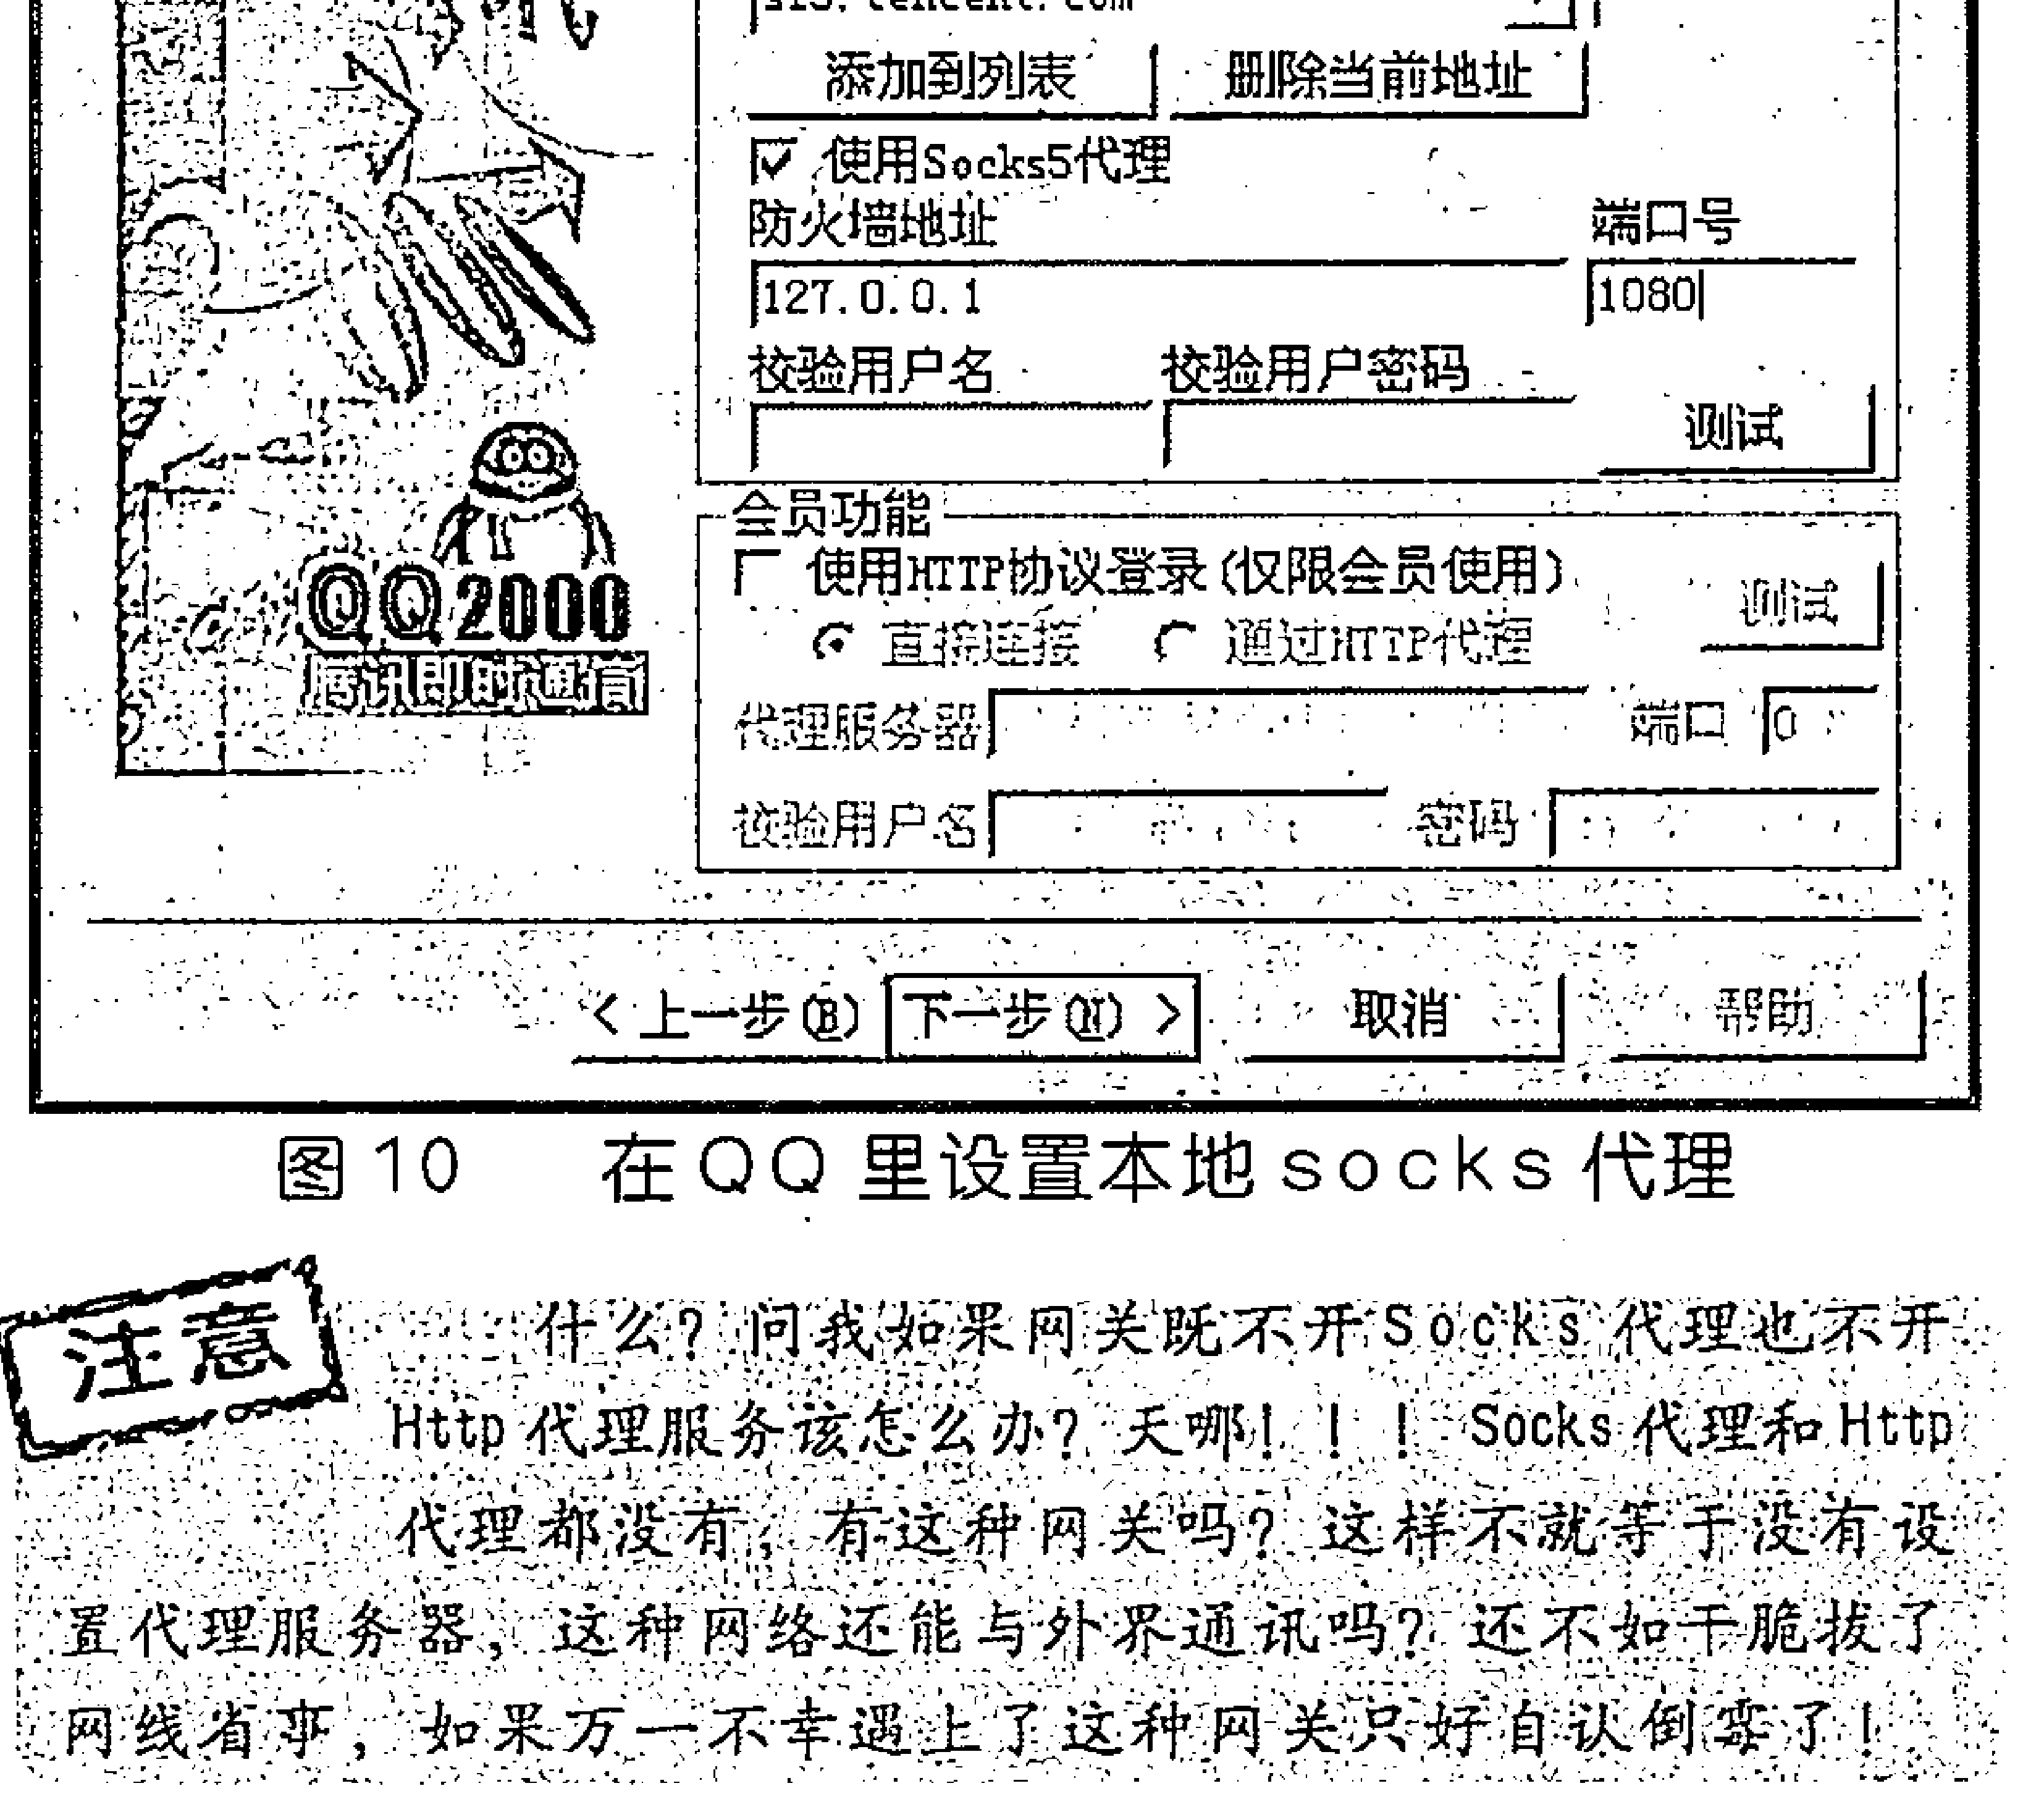 添加到列表 删除当前地址
使用Socks5代理
防火墙地址 端口号
127.0.0.1 1080
校验用户名 校验用户密码
测试
会员功能
使用HTTP协议登录(仅限会员使用) 测试
直接连接 通过HTTP代理
代理服务器 端口 0
校验用户名 密码
QQ2000
腾讯即时通信
< 上一步(B) 下一步(N) > 取消 帮助
图10 在QQ里设置本地socks代理
注意
什么？问我如果网关既不开Socks代理也不开
Http代理服务该怎么办？天哪！！！Socks代理和Http
代理都没有，有这种网关吗？这样不就等于没有设
置代理服务器，这种网络还能与外界通讯吗？还不如干脆拔了
网线省事，如果万一不幸遇上了这种网关只好自认倒霉了！